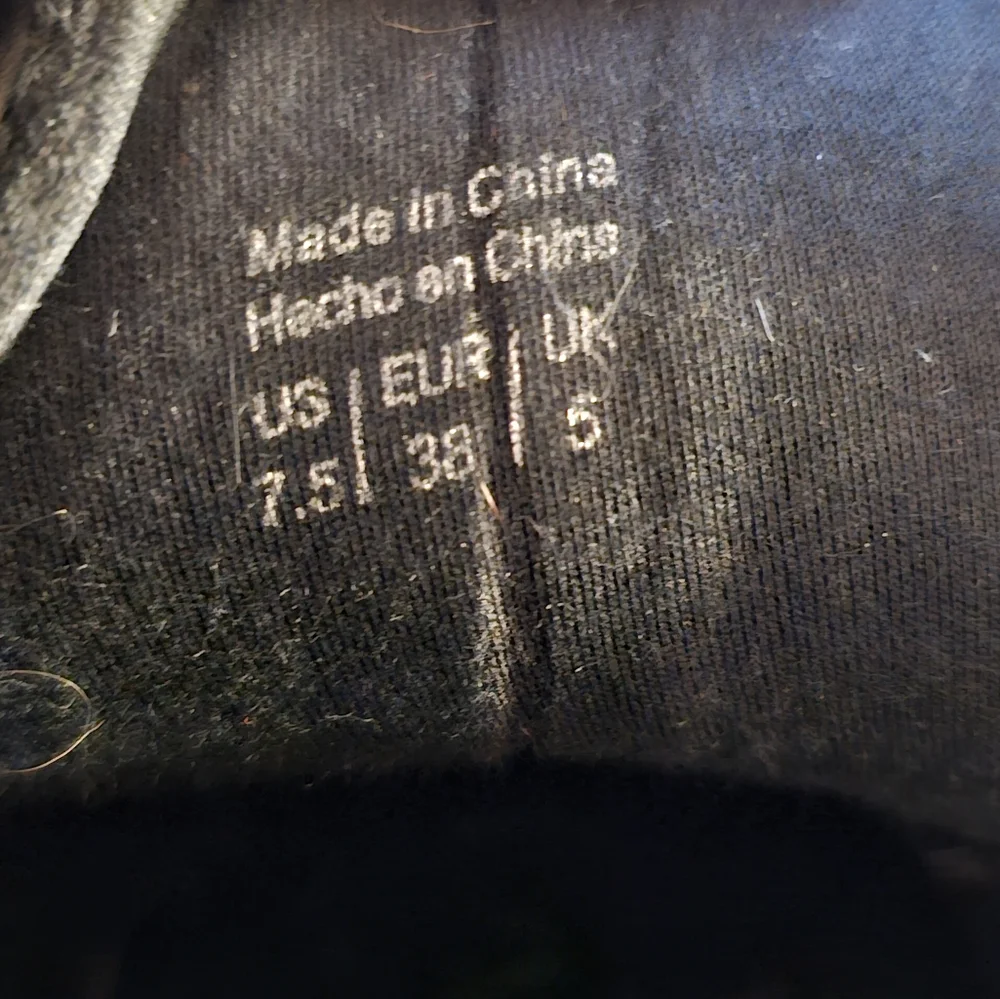 Made in China
Hecho en China
US | EUR | UK
7.5 | 38 | 5